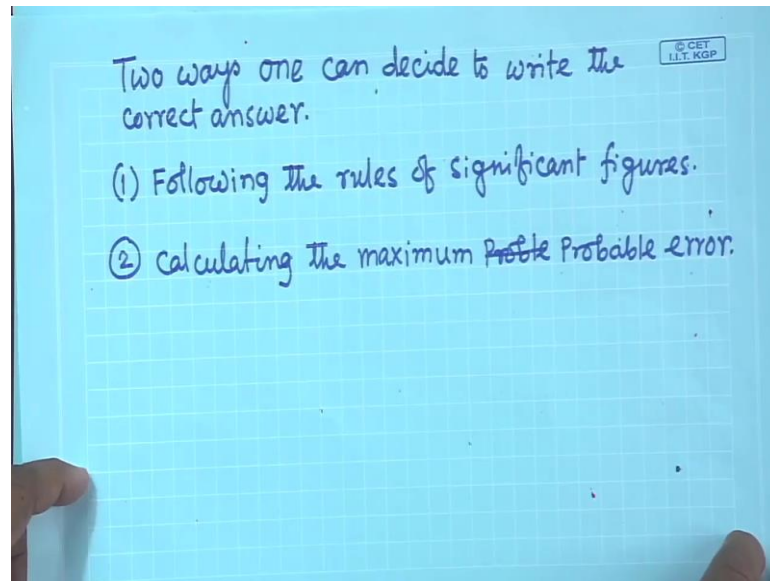 © CET
I.I.T. KGP
Two ways one can decide to write the
correct answer.
(1) Following the rules of significant figures.
(2) Calculating the maximum Probable error.